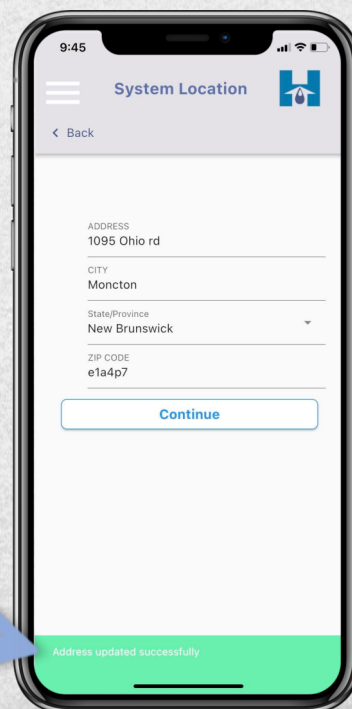 9:45
System Location
Back
ADDRESS
1095 Ohio rd
CITY
Moncton
State/Province
New Brunswick
ZIP CODE
e1a4p7
Continue
Address updated successfully